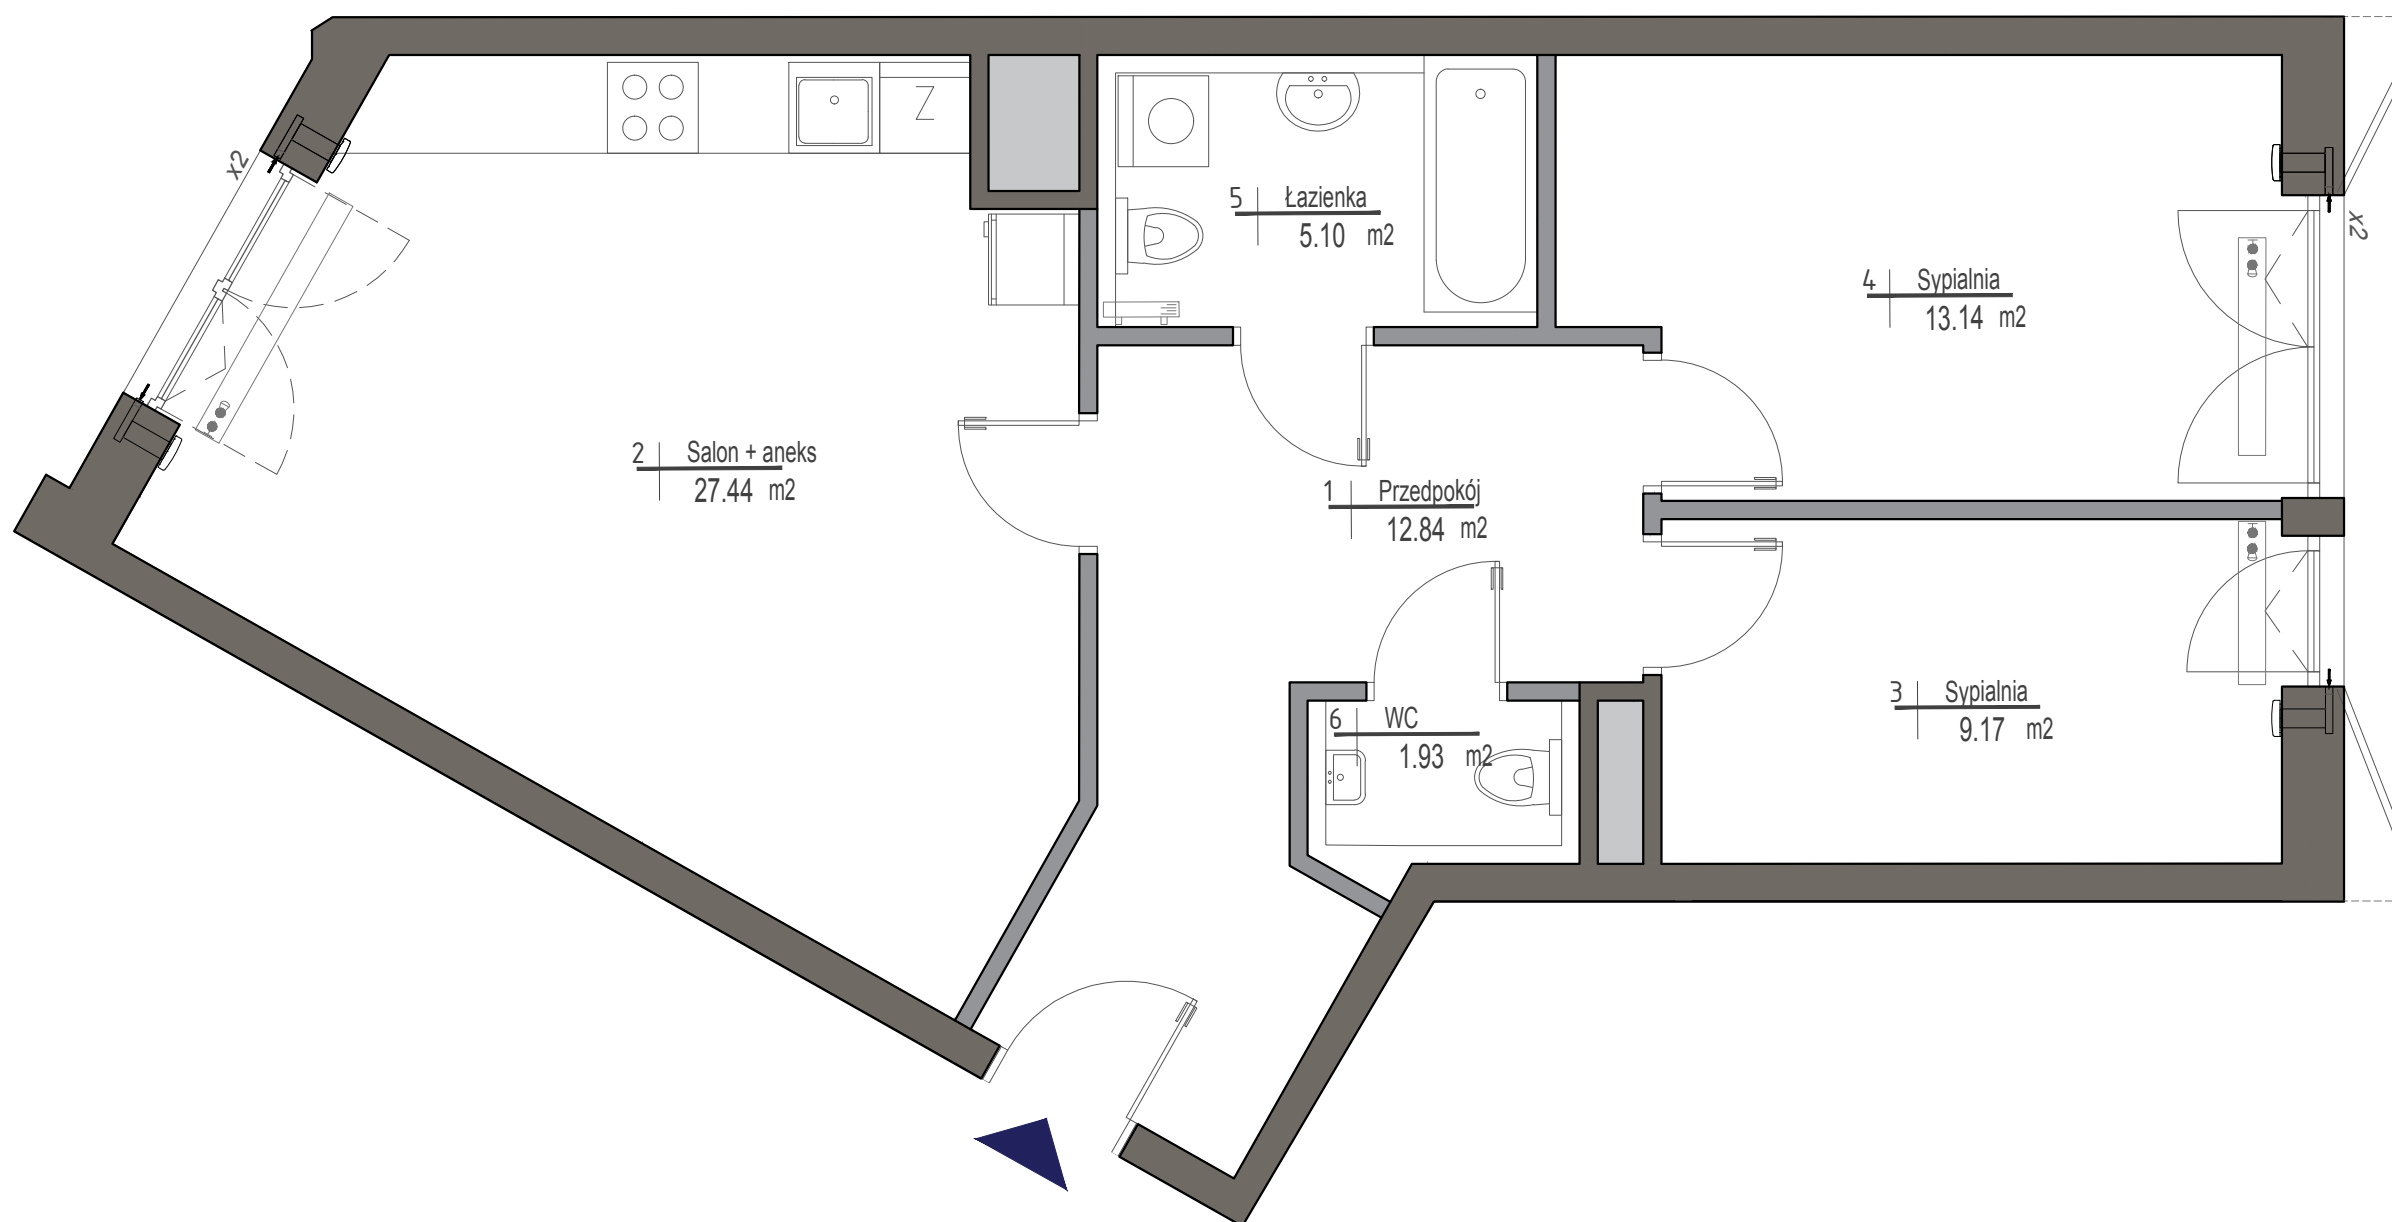 x2
Z
5 Łazienka
5.10 m2
x2
4 Sypialnia
13.14 m2
2 Salon + aneks
27.44 m2
1 Przedpokój
12.84 m2
3 Sypialnia
9.17 m2
6 WC
1.93 m2